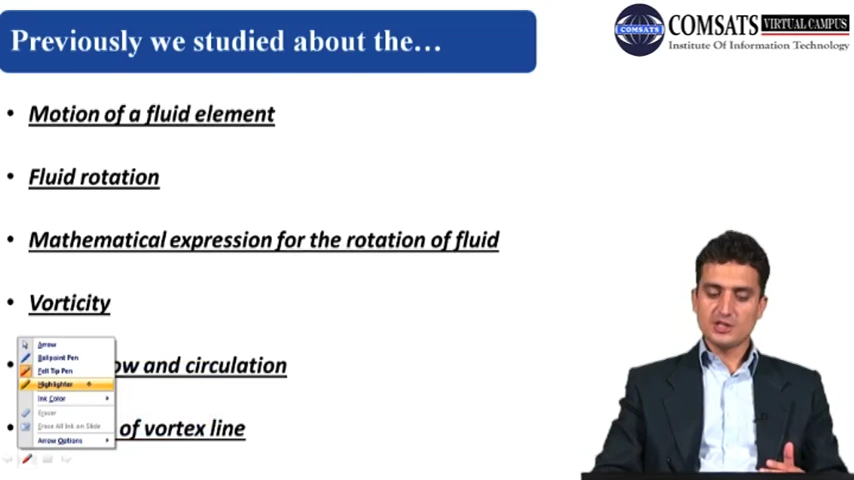 Previously we studied about the...
COMSATS
COMSATS VIRTUAL CAMPUS
Institute Of Information Technology
• Motion of a fluid element
• Fluid rotation
• Mathematical expression for the rotation of fluid
• Vorticity
Arrow
Ballpoint Pen
Felt Tip Pen
Highlighter
Ink Color
Eraser
Erase All Ink on Slide
Arrow Options
• and circulation
• of vortex line